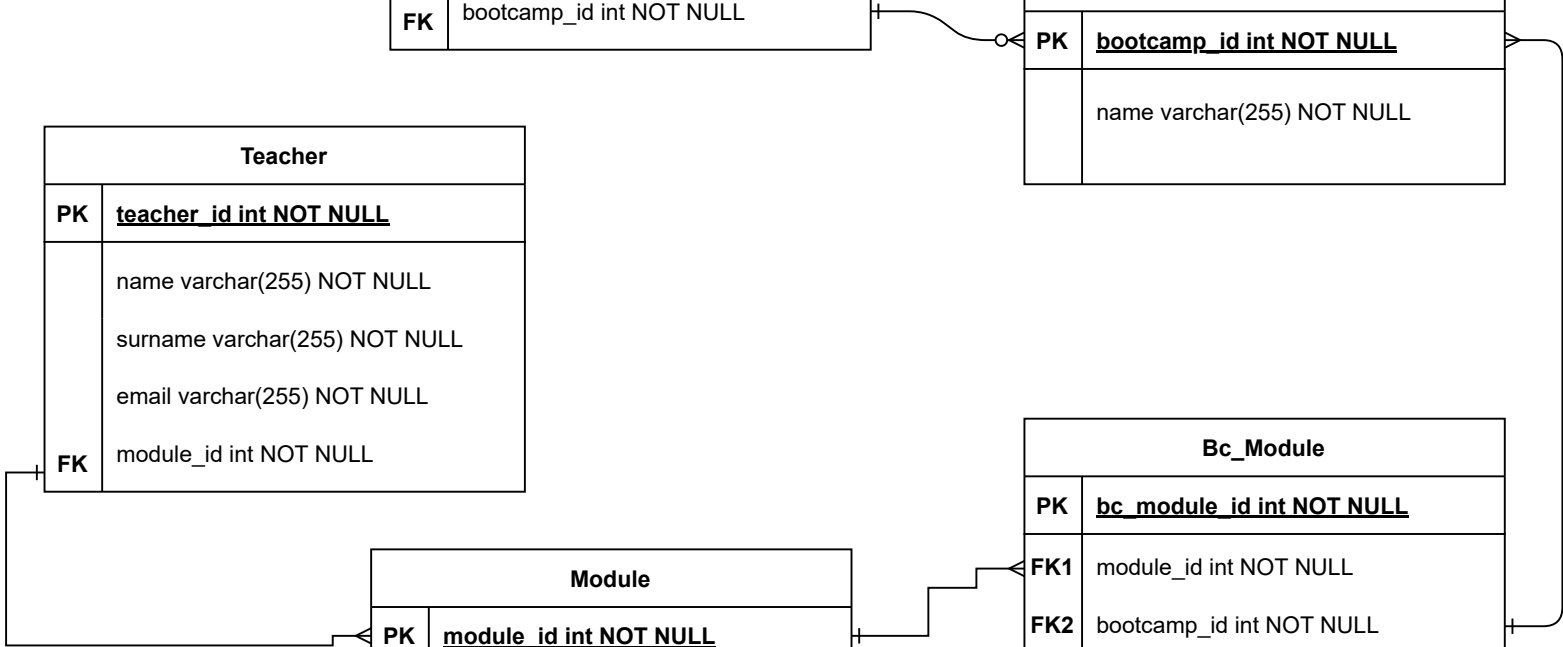 FK bootcamp_id int NOT NULL
PK bootcamp_id int NOT NULL
name varchar(255) NOT NULL
Teacher
PK teacher_id int NOT NULL
name varchar(255) NOT NULL
surname varchar(255) NOT NULL
email varchar(255) NOT NULL
FK module_id int NOT NULL
Bc_Module
PK bc_module_id int NOT NULL
FK1 module_id int NOT NULL
FK2 bootcamp_id int NOT NULL
Module
PK module_id int NOT NULL